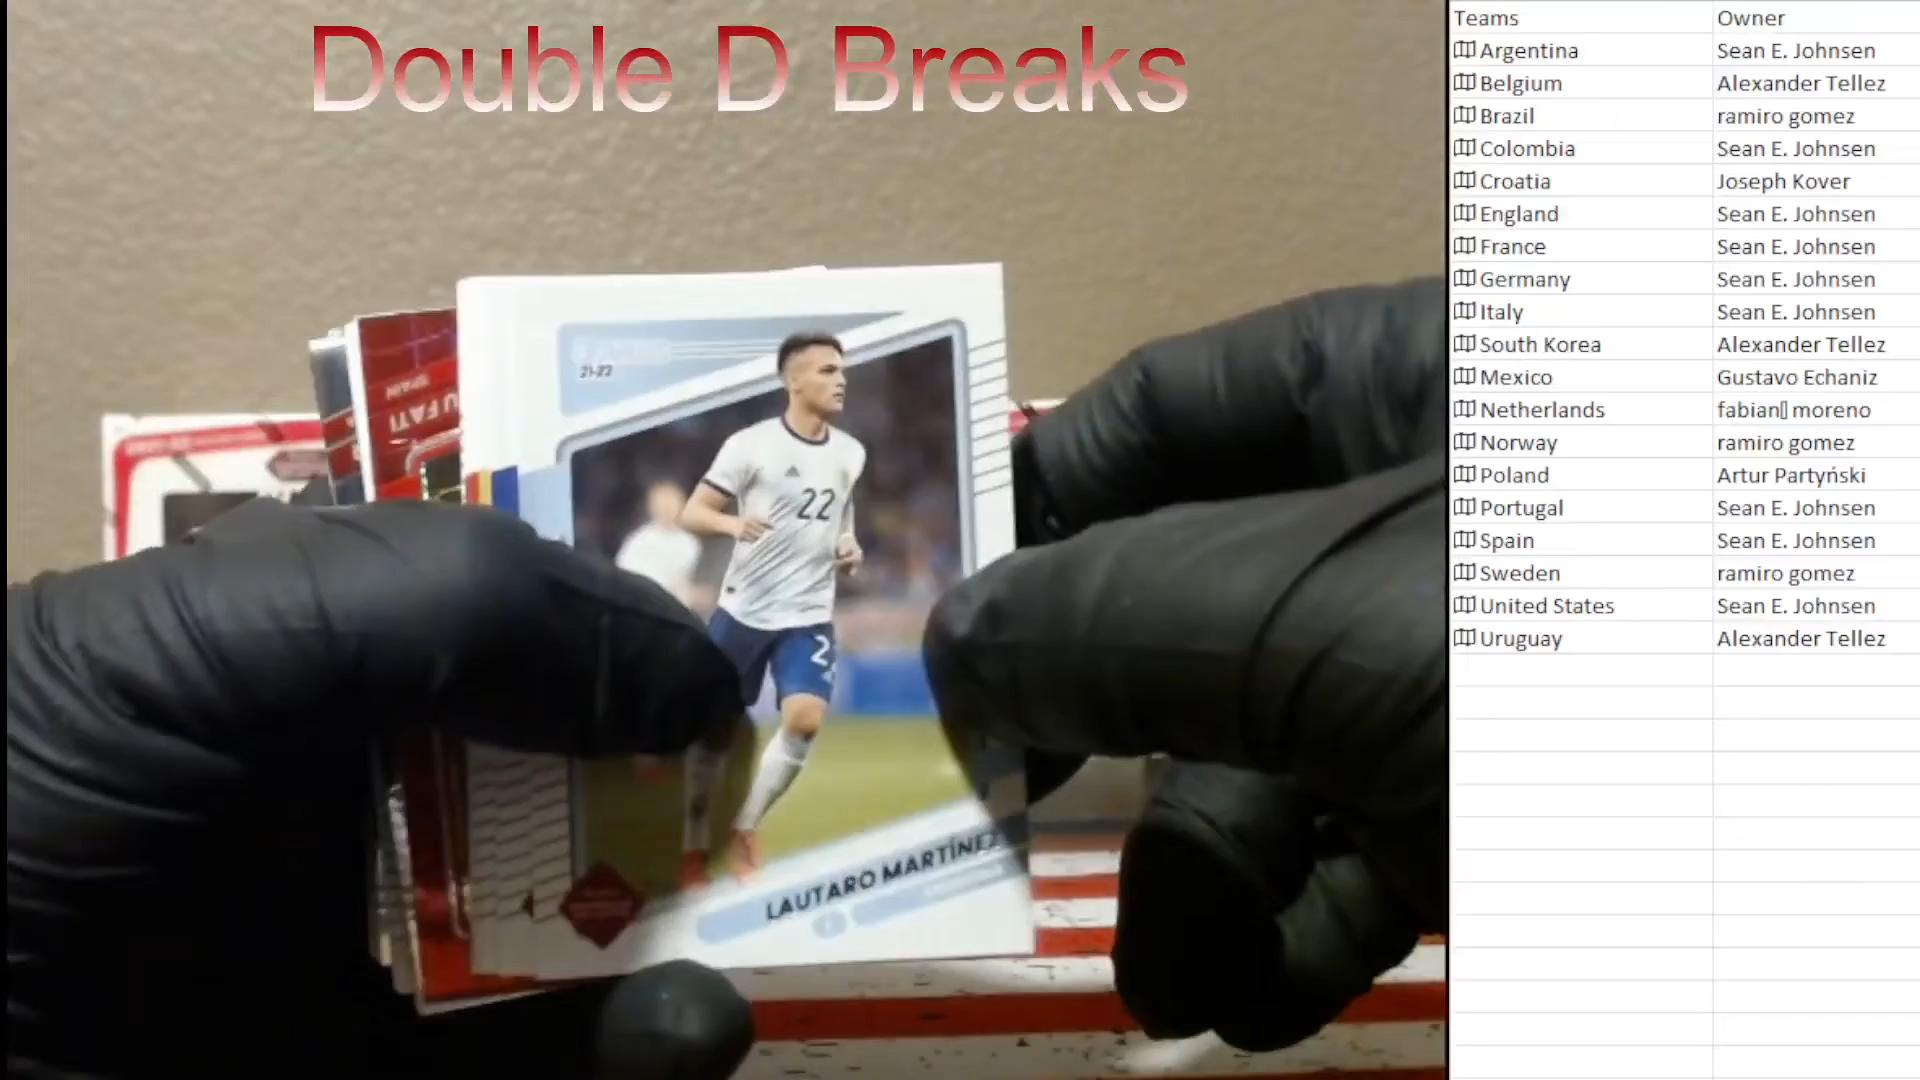 Double D Breaks
21-22
SPAIN
U FATI
22
2
LAUTARO MARTÍNEZ
Teams Owner
Argentina Sean E. Johnsen
Belgium Alexander Tellez
Brazil ramiro gomez
Colombia Sean E. Johnsen
Croatia Joseph Kover
England Sean E. Johnsen
France Sean E. Johnsen
Germany Sean E. Johnsen
Italy Sean E. Johnsen
South Korea Alexander Tellez
Mexico Gustavo Echaniz
Netherlands fabian▯ moreno
Norway ramiro gomez
Poland Artur Partyński
Portugal Sean E. Johnsen
Spain Sean E. Johnsen
Sweden ramiro gomez
United States Sean E. Johnsen
Uruguay Alexander Tellez